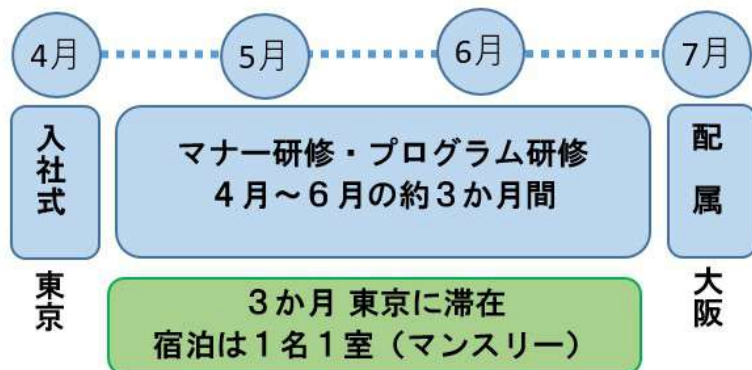 4月
5月
6月
7月
入社式
マナー研修・プログラム研修
４月～６月の約３か月間
配属
東京
３か月 東京に滞在
宿泊は１名１室（マンスリー）
大阪